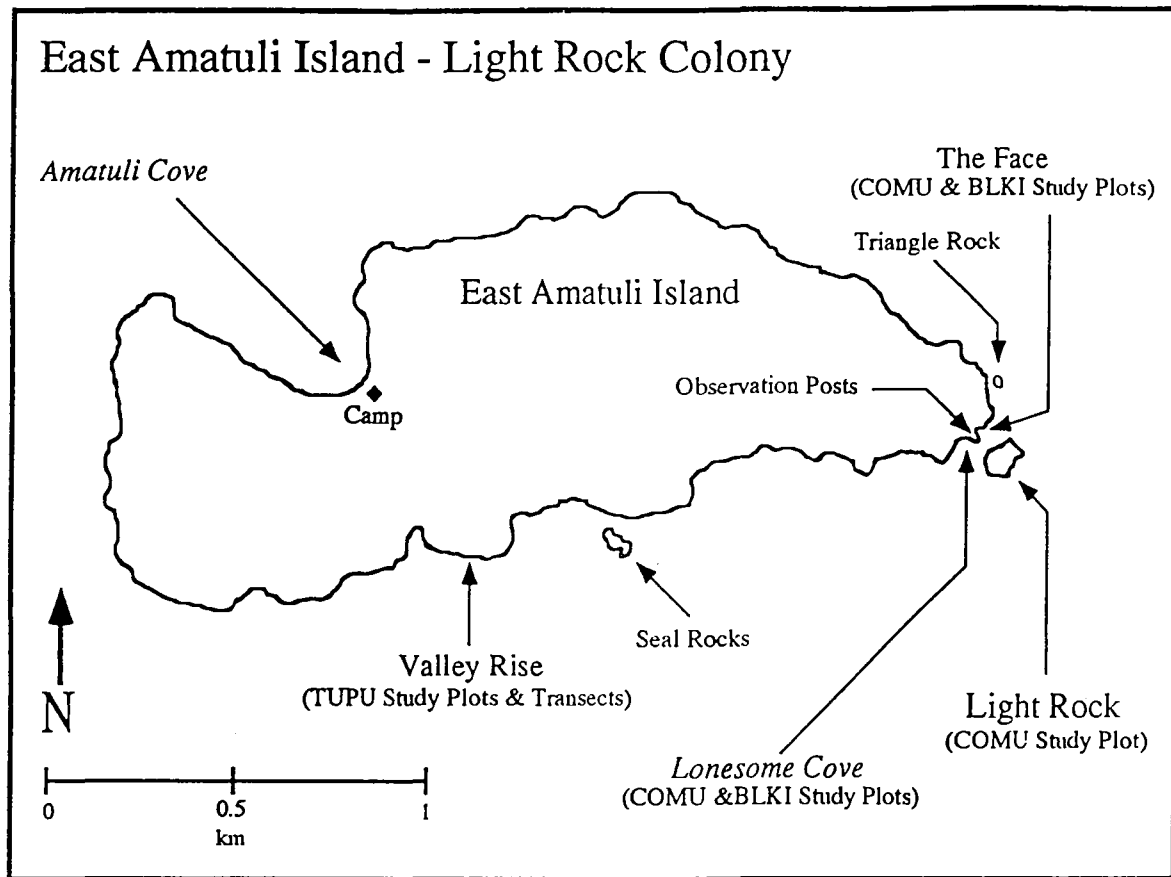 East Amatuli Island - Light Rock Colony
Amatuli Cove
The Face
(COMU & BLKI Study Plots)
Triangle Rock
East Amatuli Island
Observation Posts
Camp
Seal Rocks
Valley Rise
(TUPU Study Plots & Transects)
Light Rock
(COMU Study Plot)
Lonesome Cove
(COMU &BLKI Study Plots)
N
0 0.5 1
km